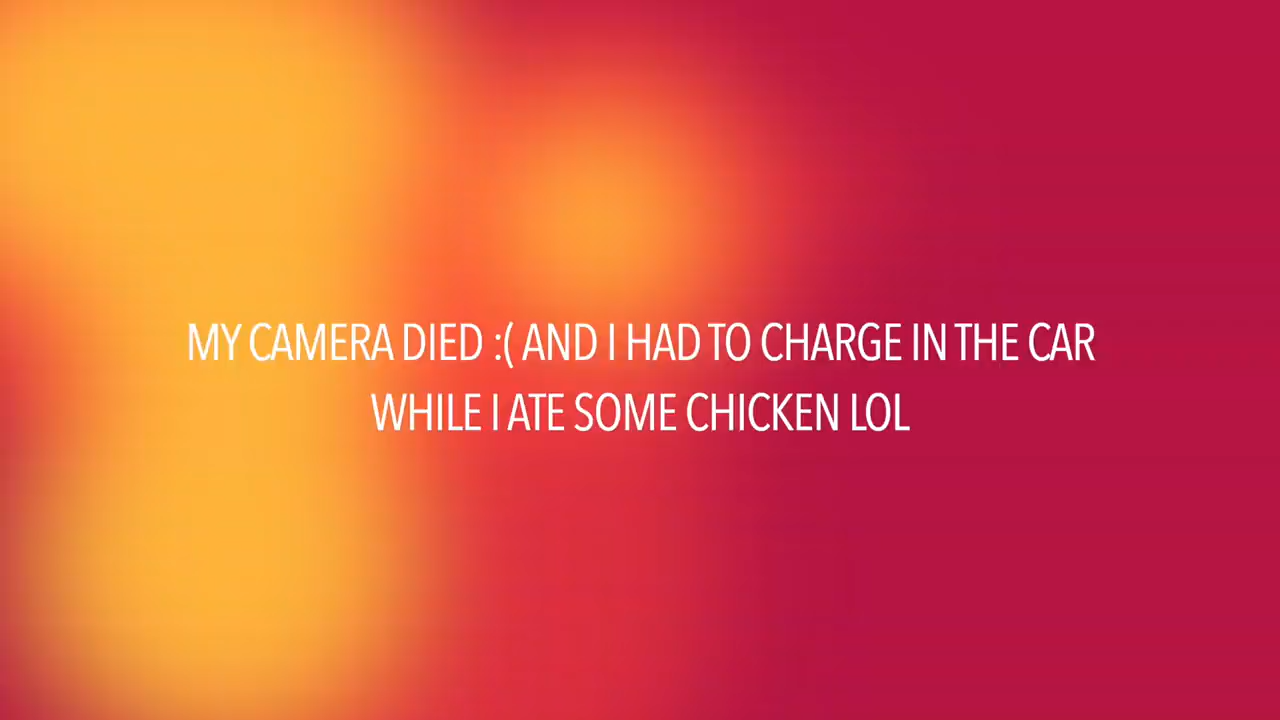 MY CAMERA DIED :( AND I HAD TO CHARGE IN THE CAR
WHILE I ATE SOME CHICKEN LOL